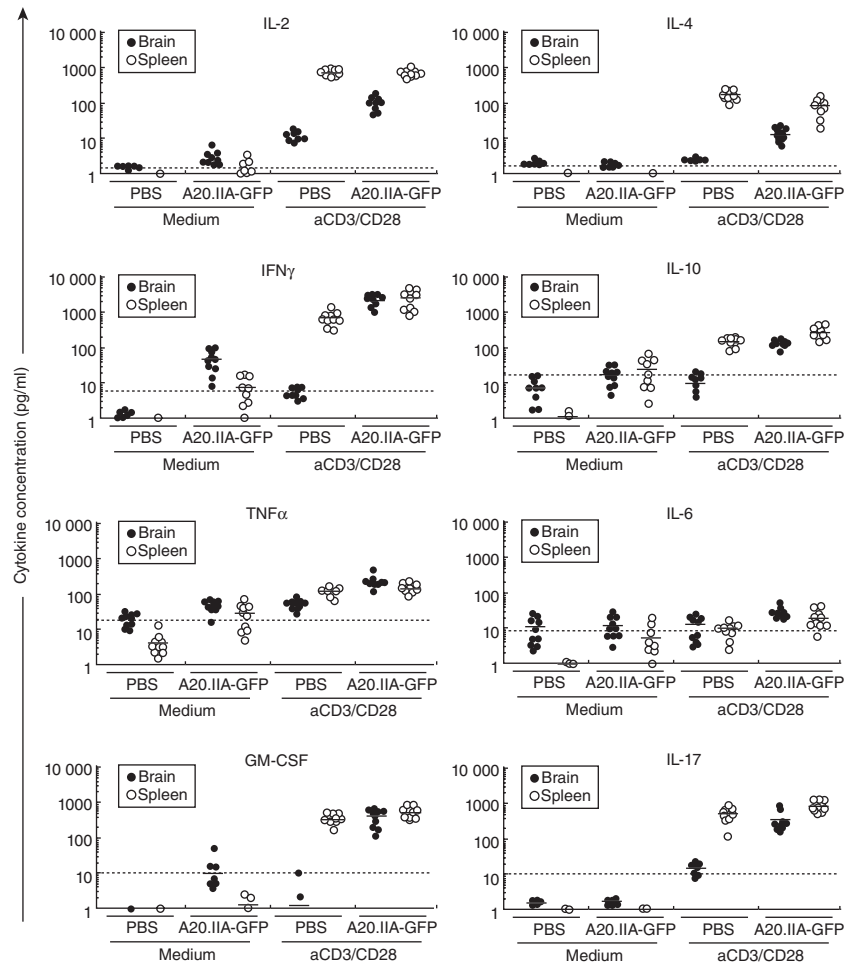 Cytokine concentration (pg/ml)
IL-2
10 000
1000
100
10
1
Brain
Spleen
PBS A20.IIA-GFP PBS A20.IIA-GFP
Medium aCD3/CD28
IL-4
10 000
1000
100
10
1
Brain
Spleen
PBS A20.IIA-GFP PBS A20.IIA-GFP
Medium aCD3/CD28
IFNγ
10 000
1000
100
10
1
Brain
Spleen
PBS A20.IIA-GFP PBS A20.IIA-GFP
Medium aCD3/CD28
IL-10
10 000
1000
100
10
1
Brain
Spleen
PBS A20.IIA-GFP PBS A20.IIA-GFP
Medium aCD3/CD28
TNFα
10 000
1000
100
10
1
Brain
Spleen
PBS A20.IIA-GFP PBS A20.IIA-GFP
Medium aCD3/CD28
IL-6
10 000
1000
100
10
1
Brain
Spleen
PBS A20.IIA-GFP PBS A20.IIA-GFP
Medium aCD3/CD28
GM-CSF
10 000
1000
100
10
1
Brain
Spleen
PBS A20.IIA-GFP PBS A20.IIA-GFP
Medium aCD3/CD28
IL-17
10 000
1000
100
10
1
Brain
Spleen
PBS A20.IIA-GFP PBS A20.IIA-GFP
Medium aCD3/CD28